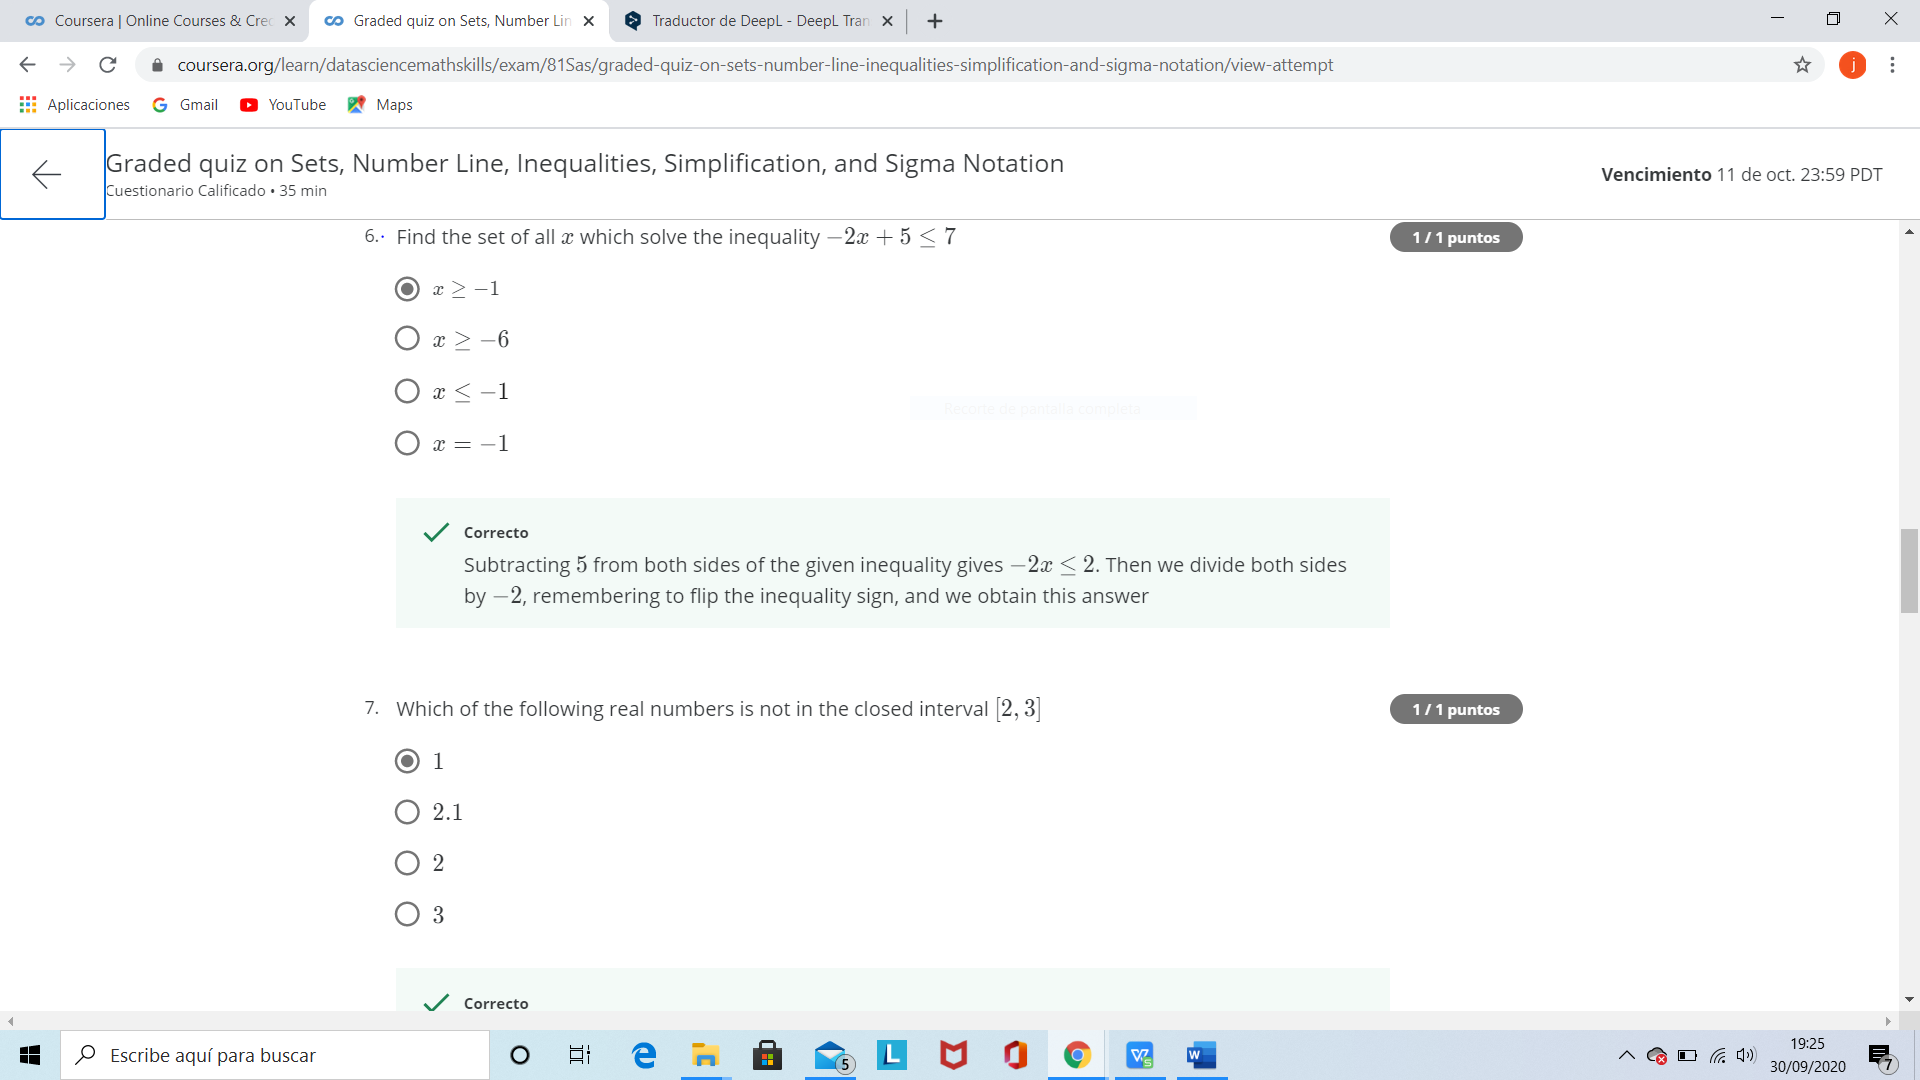 Coursera | Online Courses & Cre
Graded quiz on Sets, Number Lin
Traductor de DeepL - DeepL Tran
coursera.org/learn/datasciencemathskills/exam/81Sas/graded-quiz-on-sets-number-line-inequalities-simplification-and-sigma-notation/view-attempt
j
Aplicaciones
Gmail
YouTube
Maps
Graded quiz on Sets, Number Line, Inequalities, Simplification, and Sigma Notation
Cuestionario Calificado • 35 min
Vencimiento 11 de oct. 23:59 PDT
6. Find the set of all x which solve the inequality −2x + 5 ≤ 7
1 / 1 puntos
x ≥ −1
x ≥ −6
x ≤ −1
x = −1
Recorte de pantalla completa
Correcto
Subtracting 5 from both sides of the given inequality gives −2x ≤ 2. Then we divide both sides
by −2, remembering to flip the inequality sign, and we obtain this answer
7. Which of the following real numbers is not in the closed interval [2, 3]
1 / 1 puntos
1
2.1
2
3
Correcto
Escribe aquí para buscar
5
L
W
19:25
30/09/2020
7